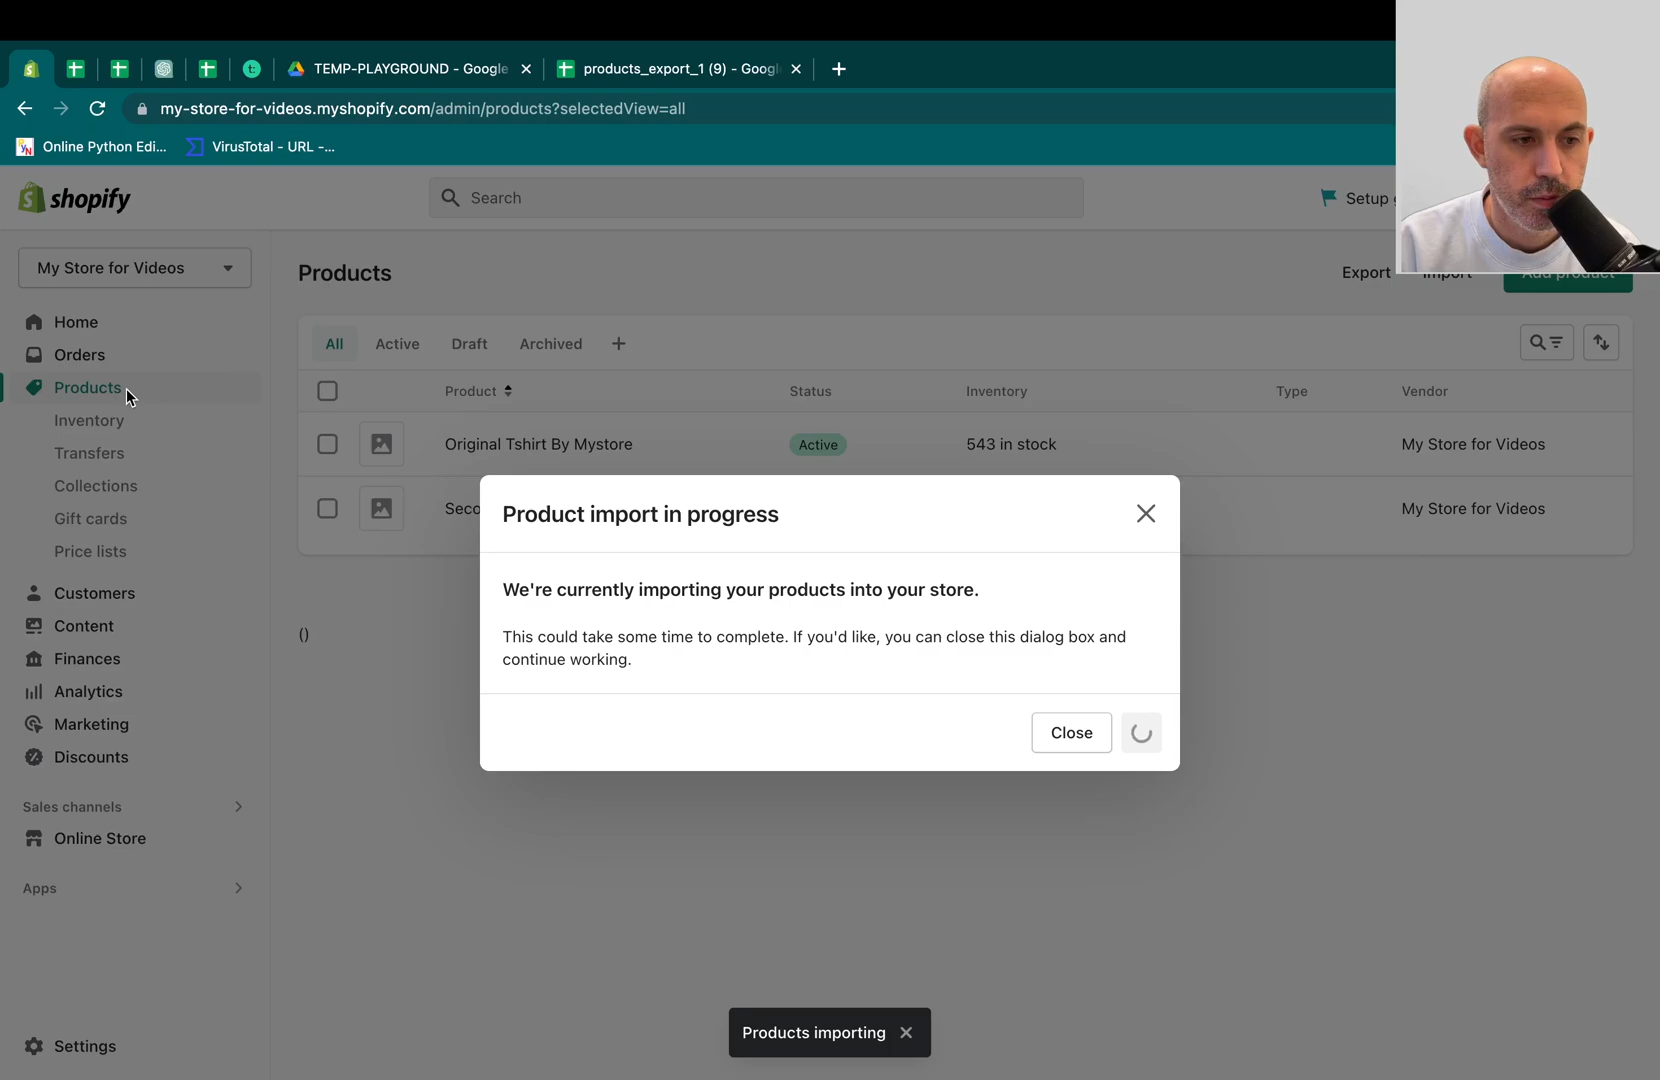 TEMP-PLAYGROUND - Google
products_export_1 (9) - Goog
my-store-for-videos.myshopify.com/admin/products?selectedView=all
Online Python Edi...
VirusTotal - URL -...
shopify
Search
Setup
My Store for Videos
Products
Export
Import
Add product
Home
Orders
Products
Inventory
Transfers
Collections
Gift cards
Price lists
Customers
Content
Finances
Analytics
Marketing
Discounts
Sales channels
Online Store
Apps
Settings
All
Active
Draft
Archived
Product
Status
Inventory
Type
Vendor
Original Tshirt By Mystore
Active
543 in stock
My Store for Videos
Seco
My Store for Videos
()
Product import in progress
We're currently importing your products into your store.
This could take some time to complete. If you'd like, you can close this dialog box and
continue working.
Close
Products importing